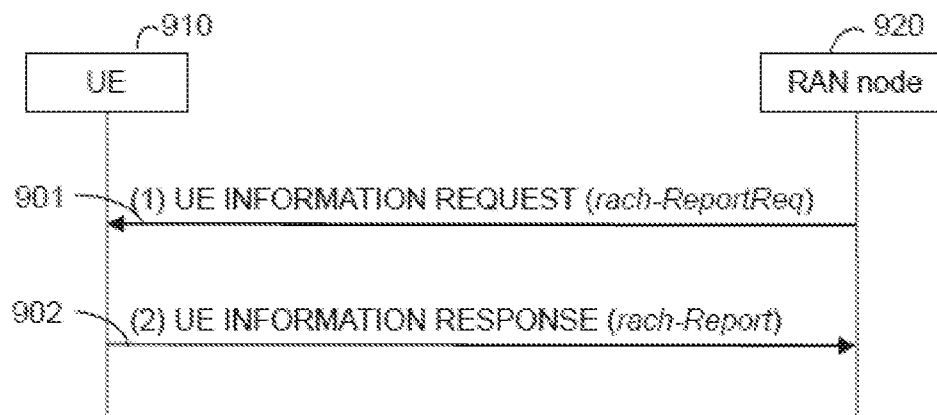 910
920
UE
RAN node
901
(1) UE INFORMATION REQUEST (rach-ReportReq)
902
(2) UE INFORMATION RESPONSE (rach-Report)